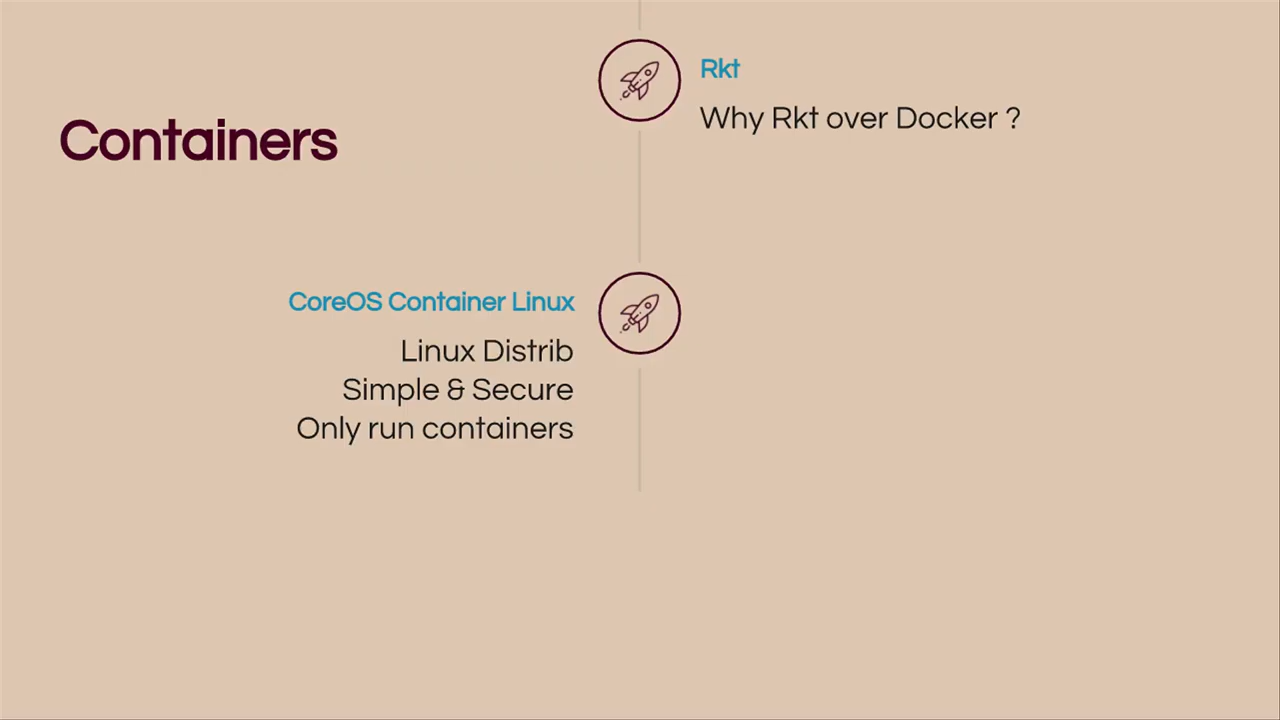 Containers
Rkt
Why Rkt over Docker ?
CoreOS Container Linux
Linux Distrib
Simple & Secure
Only run containers